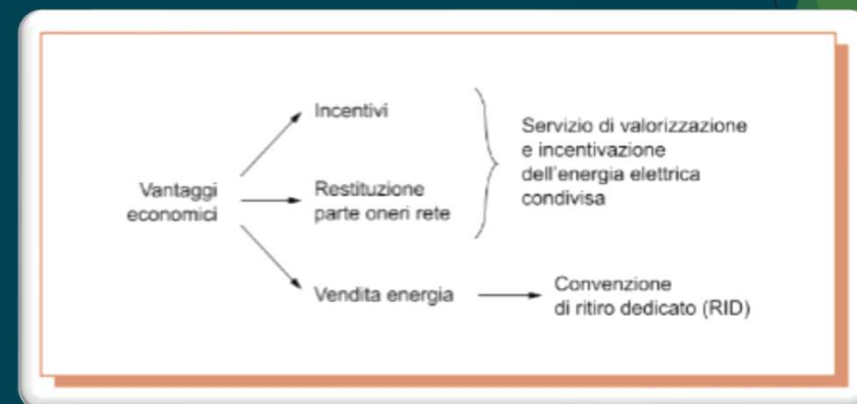 Vantaggi
economici
Incentivi
Restituzione
parte oneri rete
Vendita energia
Servizio di valorizzazione
e incentivazione
dell'energia elettrica
condivisa
Convenzione
di ritiro dedicato (RID)